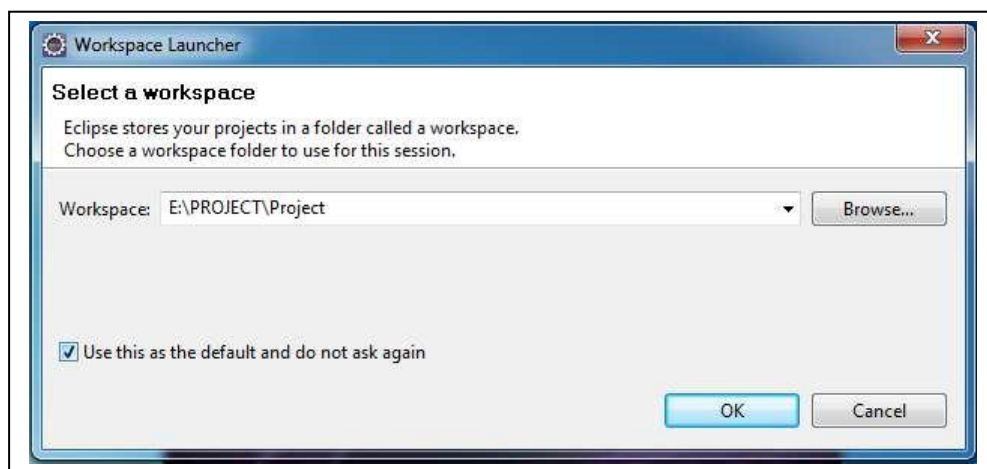 Workspace Launcher
Select a workspace
Eclipse stores your projects in a folder called a workspace.
Choose a workspace folder to use for this session.
Workspace: E:\PROJECT\Project Browse...
Use this as the default and do not ask again
OK Cancel